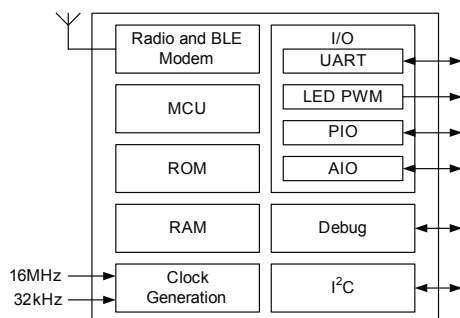 Radio and BLE
Modem
I/O
UART
MCU
LED PWM
PIO
ROM
AIO
RAM
Debug
16MHz
32kHz
Clock
Generation
I²C